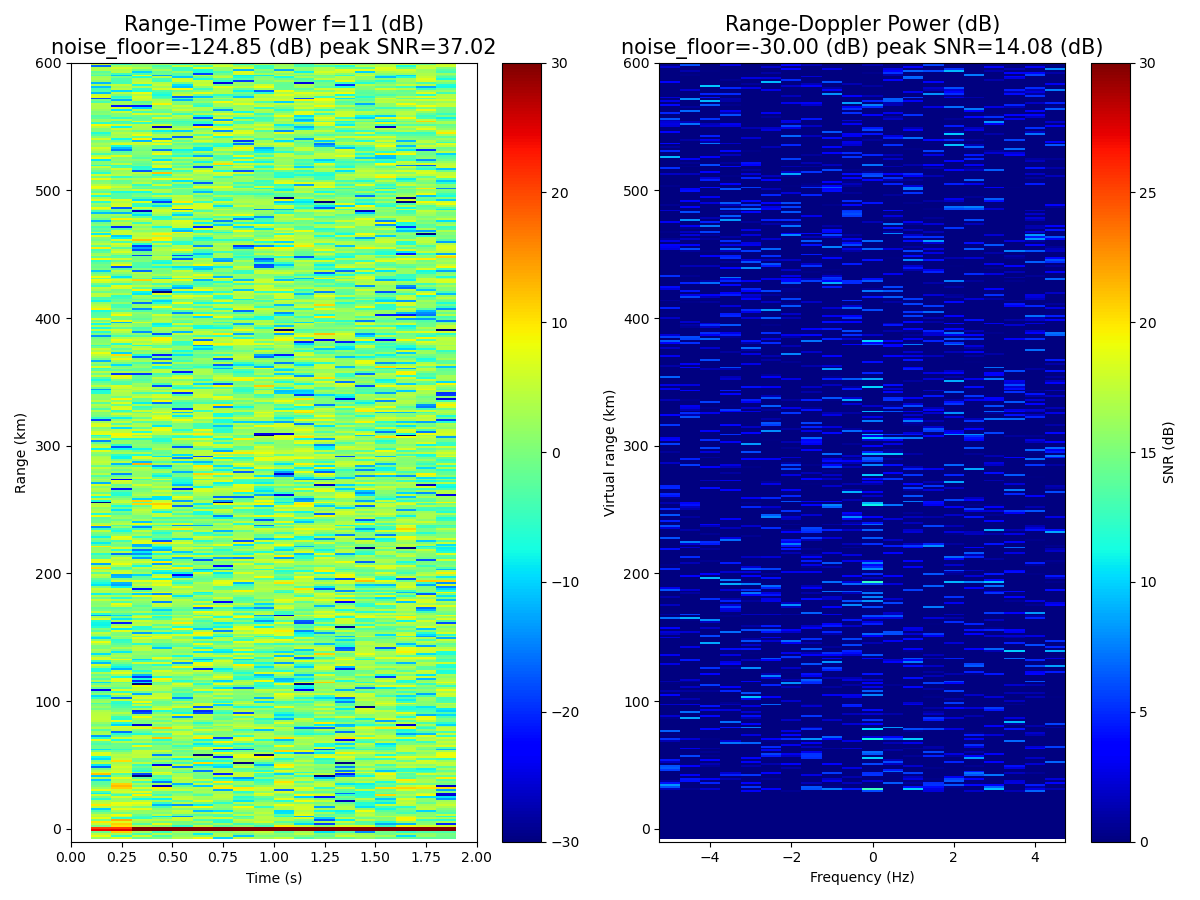 Range-Time Power f=11 (dB)
noise_floor=-124.85 (dB) peak SNR=37.02
Range (km)
600
500
400
300
200
100
0
0.00 0.25 0.50 0.75 1.00 1.25 1.50 1.75 2.00
Time (s)
30
20
10
0
−10
−20
−30
Range-Doppler Power (dB)
noise_floor=-30.00 (dB) peak SNR=14.08 (dB)
Virtual range (km)
600
500
400
300
200
100
0
−4 −2 0 2 4
Frequency (Hz)
30
25
20
15
10
5
0
SNR (dB)